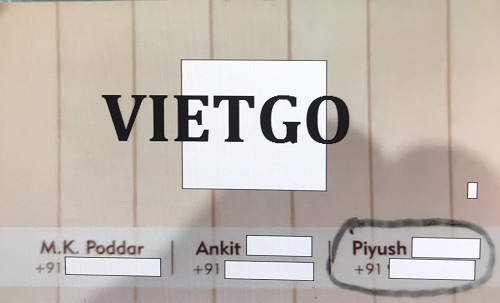 VIETGO
M.K. Poddar | Ankit | Piyush
+91 +91 +91